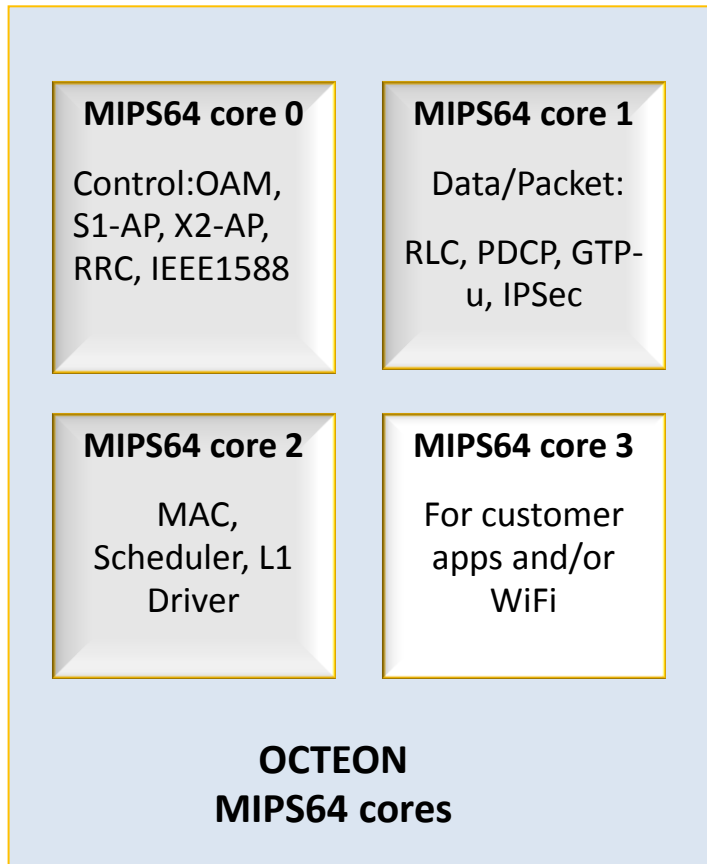 MIPS64 core 0
Control:OAM,
S1-AP, X2-AP,
RRC, IEEE1588
MIPS64 core 1
Data/Packet:
RLC, PDCP, GTP-
u, IPSec
MIPS64 core 2
MAC,
Scheduler, L1
Driver
MIPS64 core 3
For customer
apps and/or
WiFi
OCTEON
MIPS64 cores